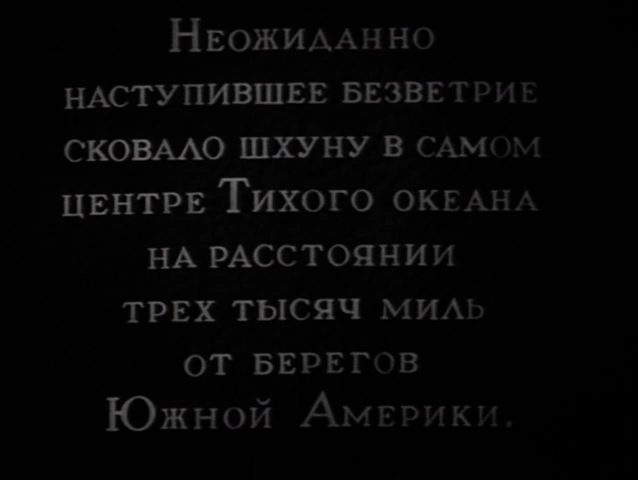 Неожиданно
наступившее безветрие
сковало шхуну в самом
центре Тихого океана
на расстоянии
трех тысяч миль
от берегов
Южной Америки.